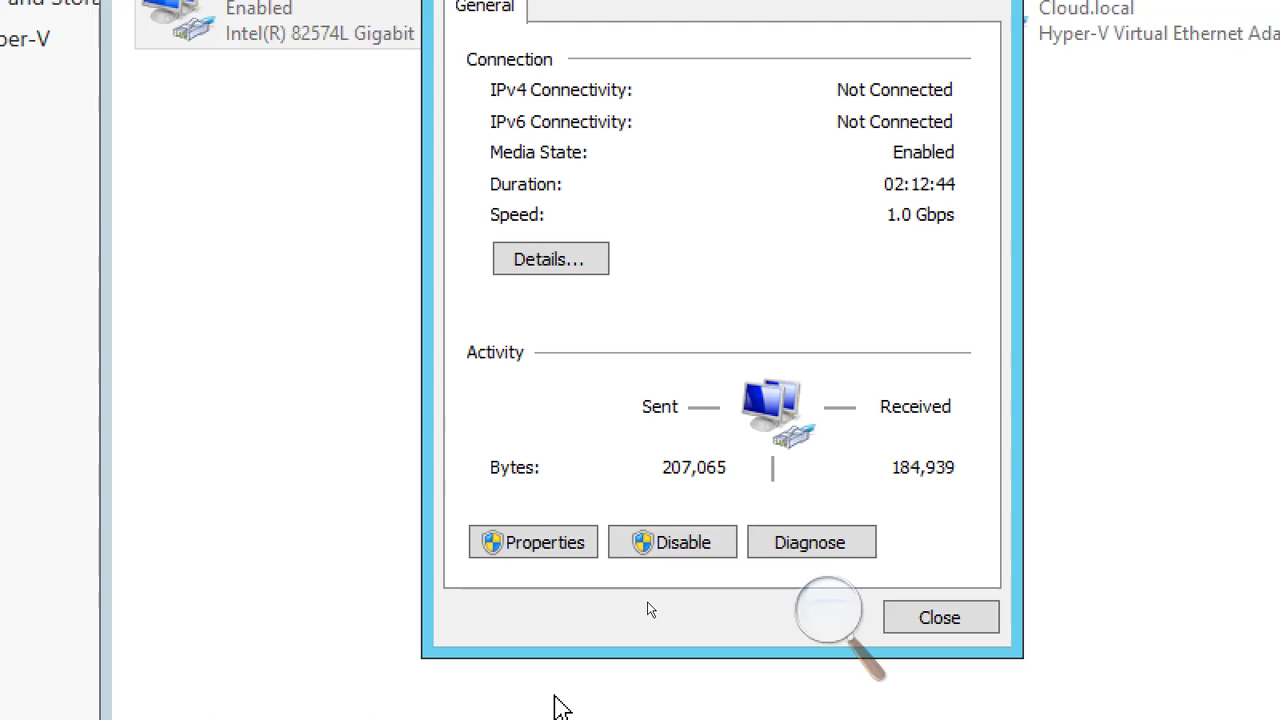 Enabled
Intel(R) 82574L Gigabit
per-V
General
Cloud.local
Hyper-V Virtual Ethernet Ada
Connection
IPv4 Connectivity: Not Connected
IPv6 Connectivity: Not Connected
Media State: Enabled
Duration: 02:12:44
Speed: 1.0 Gbps
Details...
Activity
Sent Received
Bytes: 207,065 184,939
Properties Disable Diagnose
Close